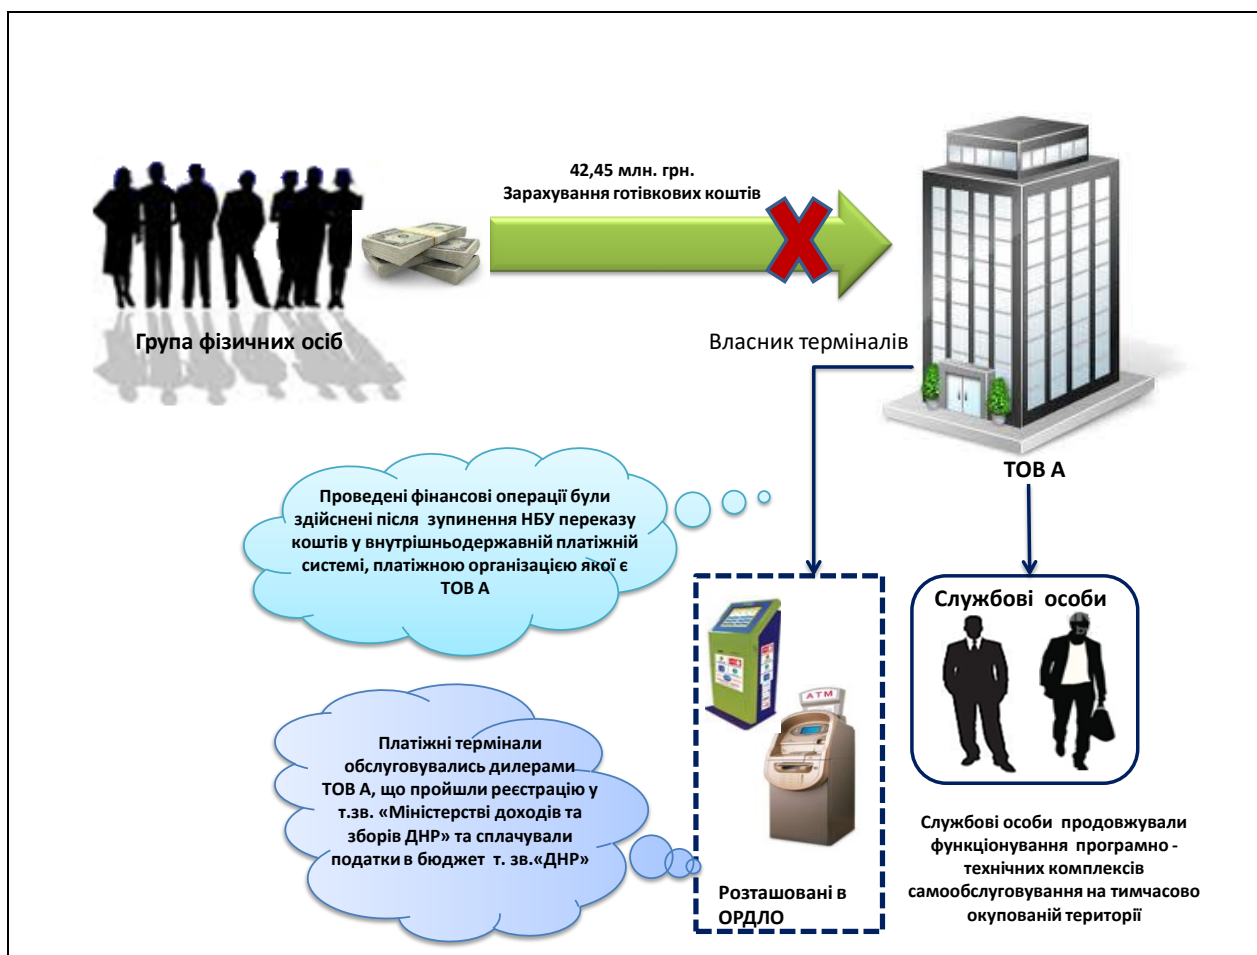 42,45 млн. грн.
Зарахування готівкових коштів
Група фізичних осіб
Власник терміналів
ТОВ А
Проведені фінансові операції були
здійснені після зупинення НБУ переказу
коштів у внутрішньодержавній платіжній
системі, платіжною організацією якої є
ТОВ А
Службові особи
ATM
Платіжні термінали
обслуговувались дилерами
ТОВ А, що пройшли реєстрацію у
т.зв. «Міністерстві доходів та
зборів ДНР» та сплачували
податки в бюджет т. зв.«ДНР»
Розташовані в
ОРДЛО
Службові особи продовжували
функціонування програмно -
технічних комплексів
самообслуговування на тимчасово
окупованій території